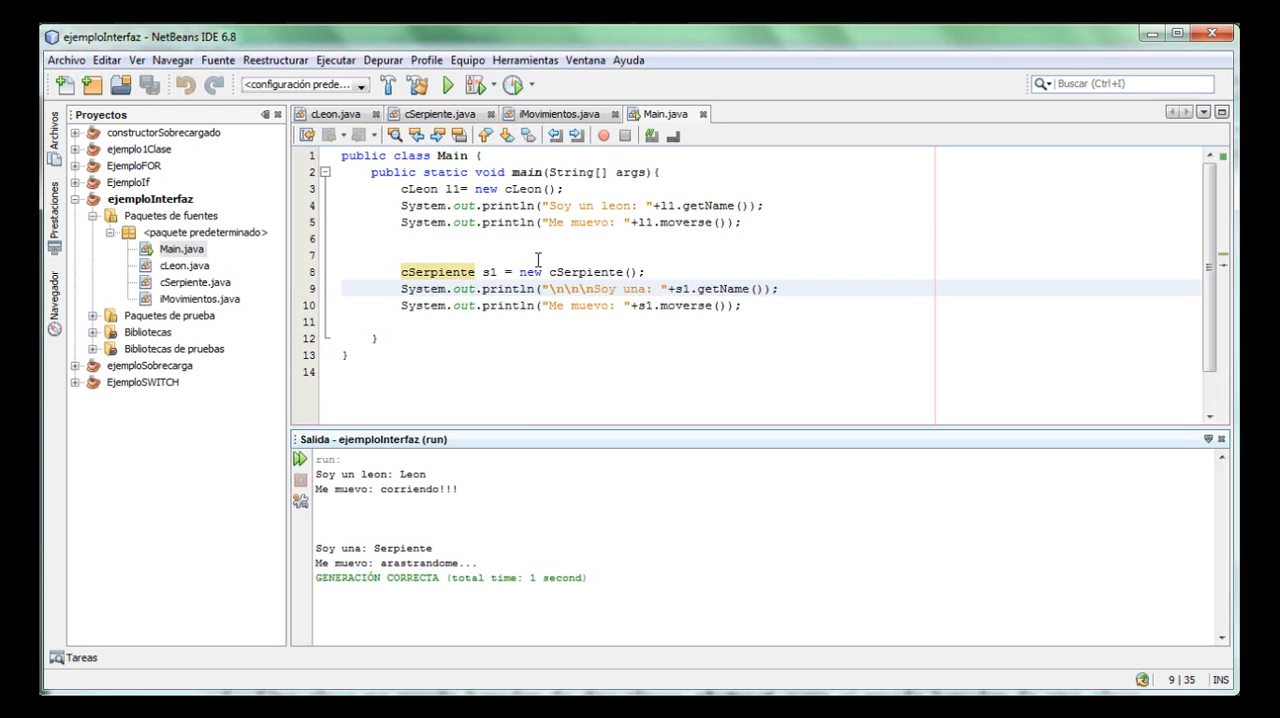 ejemploInterfaz - NetBeans IDE 6.8
Archivo Editar Ver Navegar Fuente Reestructurar Ejecutar Depurar Profile Equipo Herramientas Ventana Ayuda
<configuración prede...
Buscar (Ctrl+I)
Archivos
Prestaciones
Navegador
Proyectos
constructorSobrecargado
ejemplo1Clase
EjemploFOR
EjemploIf
ejemploInterfaz
Paquetes de fuentes
<paquete predeterminado>
Main.java
cLeon.java
cSerpiente.java
iMovimientos.java
Paquetes de prueba
Bibliotecas
Bibliotecas de pruebas
ejemploSobrecarga
EjemploSWITCH
cLeon.java cSerpiente.java iMovimientos.java Main.java
1 public class Main {
2 public static void main(String[] args){
3 cLeon l1= new cLeon();
4 System.out.println("Soy un leon: "+l1.getName());
5 System.out.println("Me muevo: "+l1.moverse());
6
7
8 cSerpiente s1 = new cSerpiente();
9 System.out.println("\n\n\nSoy una: "+s1.getName());
10 System.out.println("Me muevo: "+s1.moverse());
11
12 }
13 }
14
Salida - ejemploInterfaz (run)
run:
Soy un leon: Leon
Me muevo: corriendo!!!
Soy una: Serpiente
Me muevo: arastrandome...
GENERACIÓN CORRECTA (total time: 1 second)
Tareas
9 | 35 INS